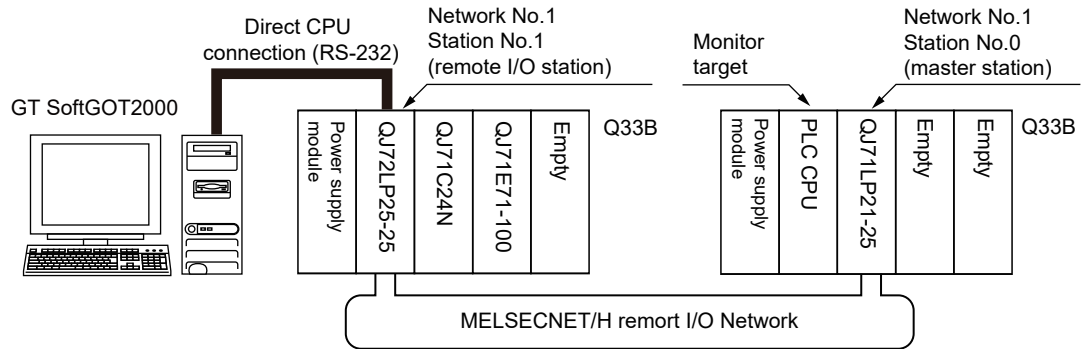 Direct CPU
connection (RS-232)
Network No.1
Station No.1
(remote I/O station)
Monitor
target
Network No.1
Station No.0
(master station)
GT SoftGOT2000
Power supply
module
QJ72LP25-25
QJ71C24N
QJ71E71-100
Empty
Q33B
Power supply
module
PLC CPU
QJ71LP21-25
Empty
Empty
Q33B
MELSECNET/H remort I/O Network